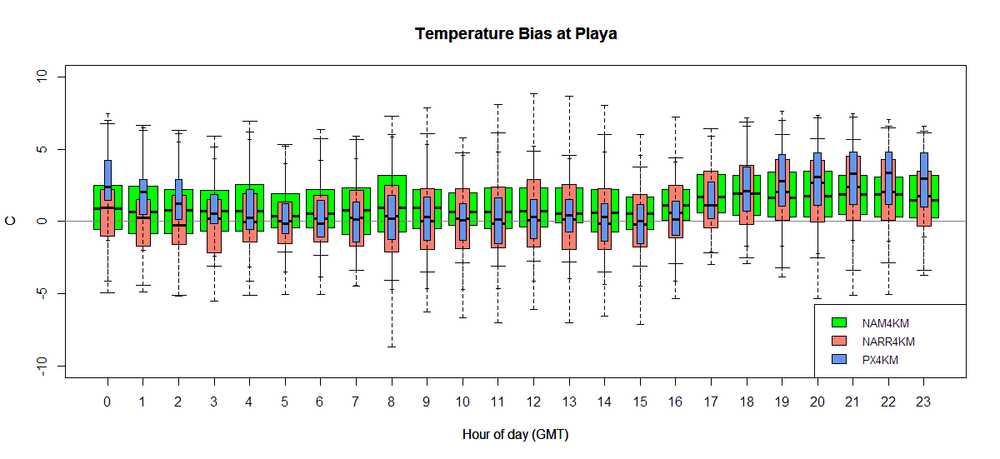 Temperature Bias at Playa
10
5
0
-5
-10
C
NAM4KM
NARR4KM
PX4KM
0 1 2 3 4 5 6 7 8 9 10 11 12 13 14 15 16 17 18 19 20 21 22 23
Hour of day (GMT)